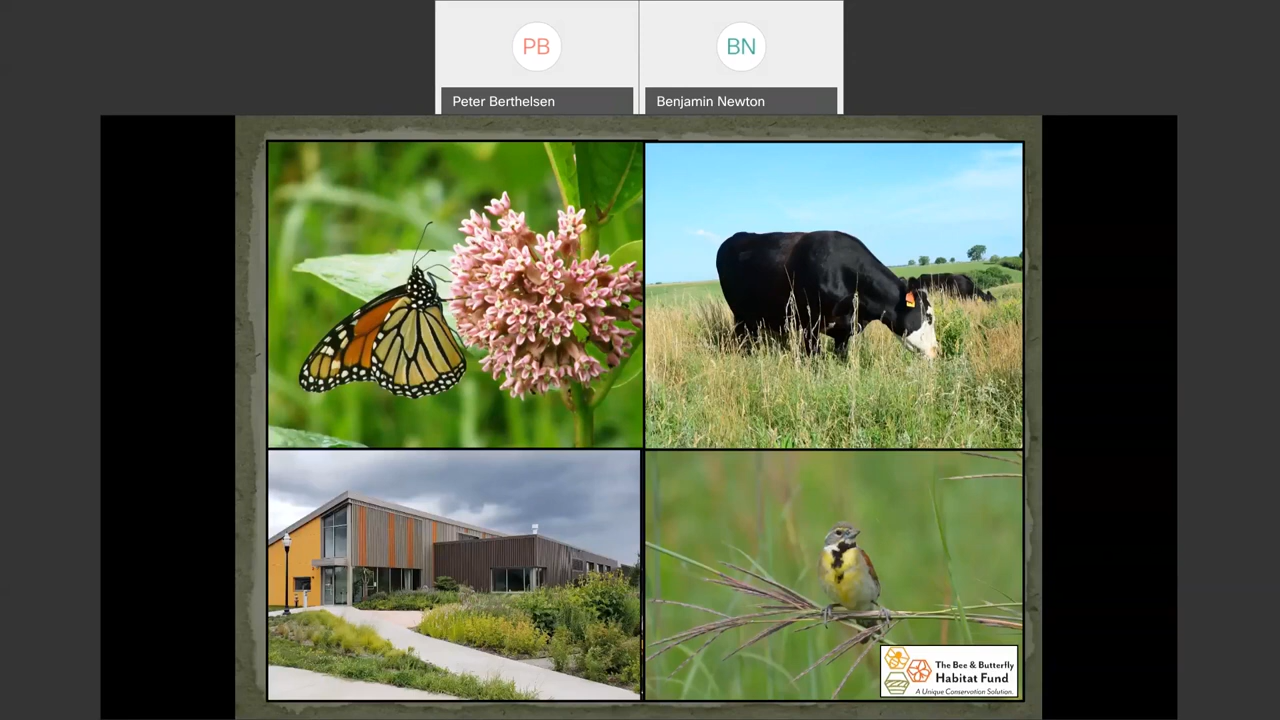 PB
BN
Peter Berthelsen
Benjamin Newton
The Bee & Butterfly
Habitat Fund
A Unique Conservation Solution.